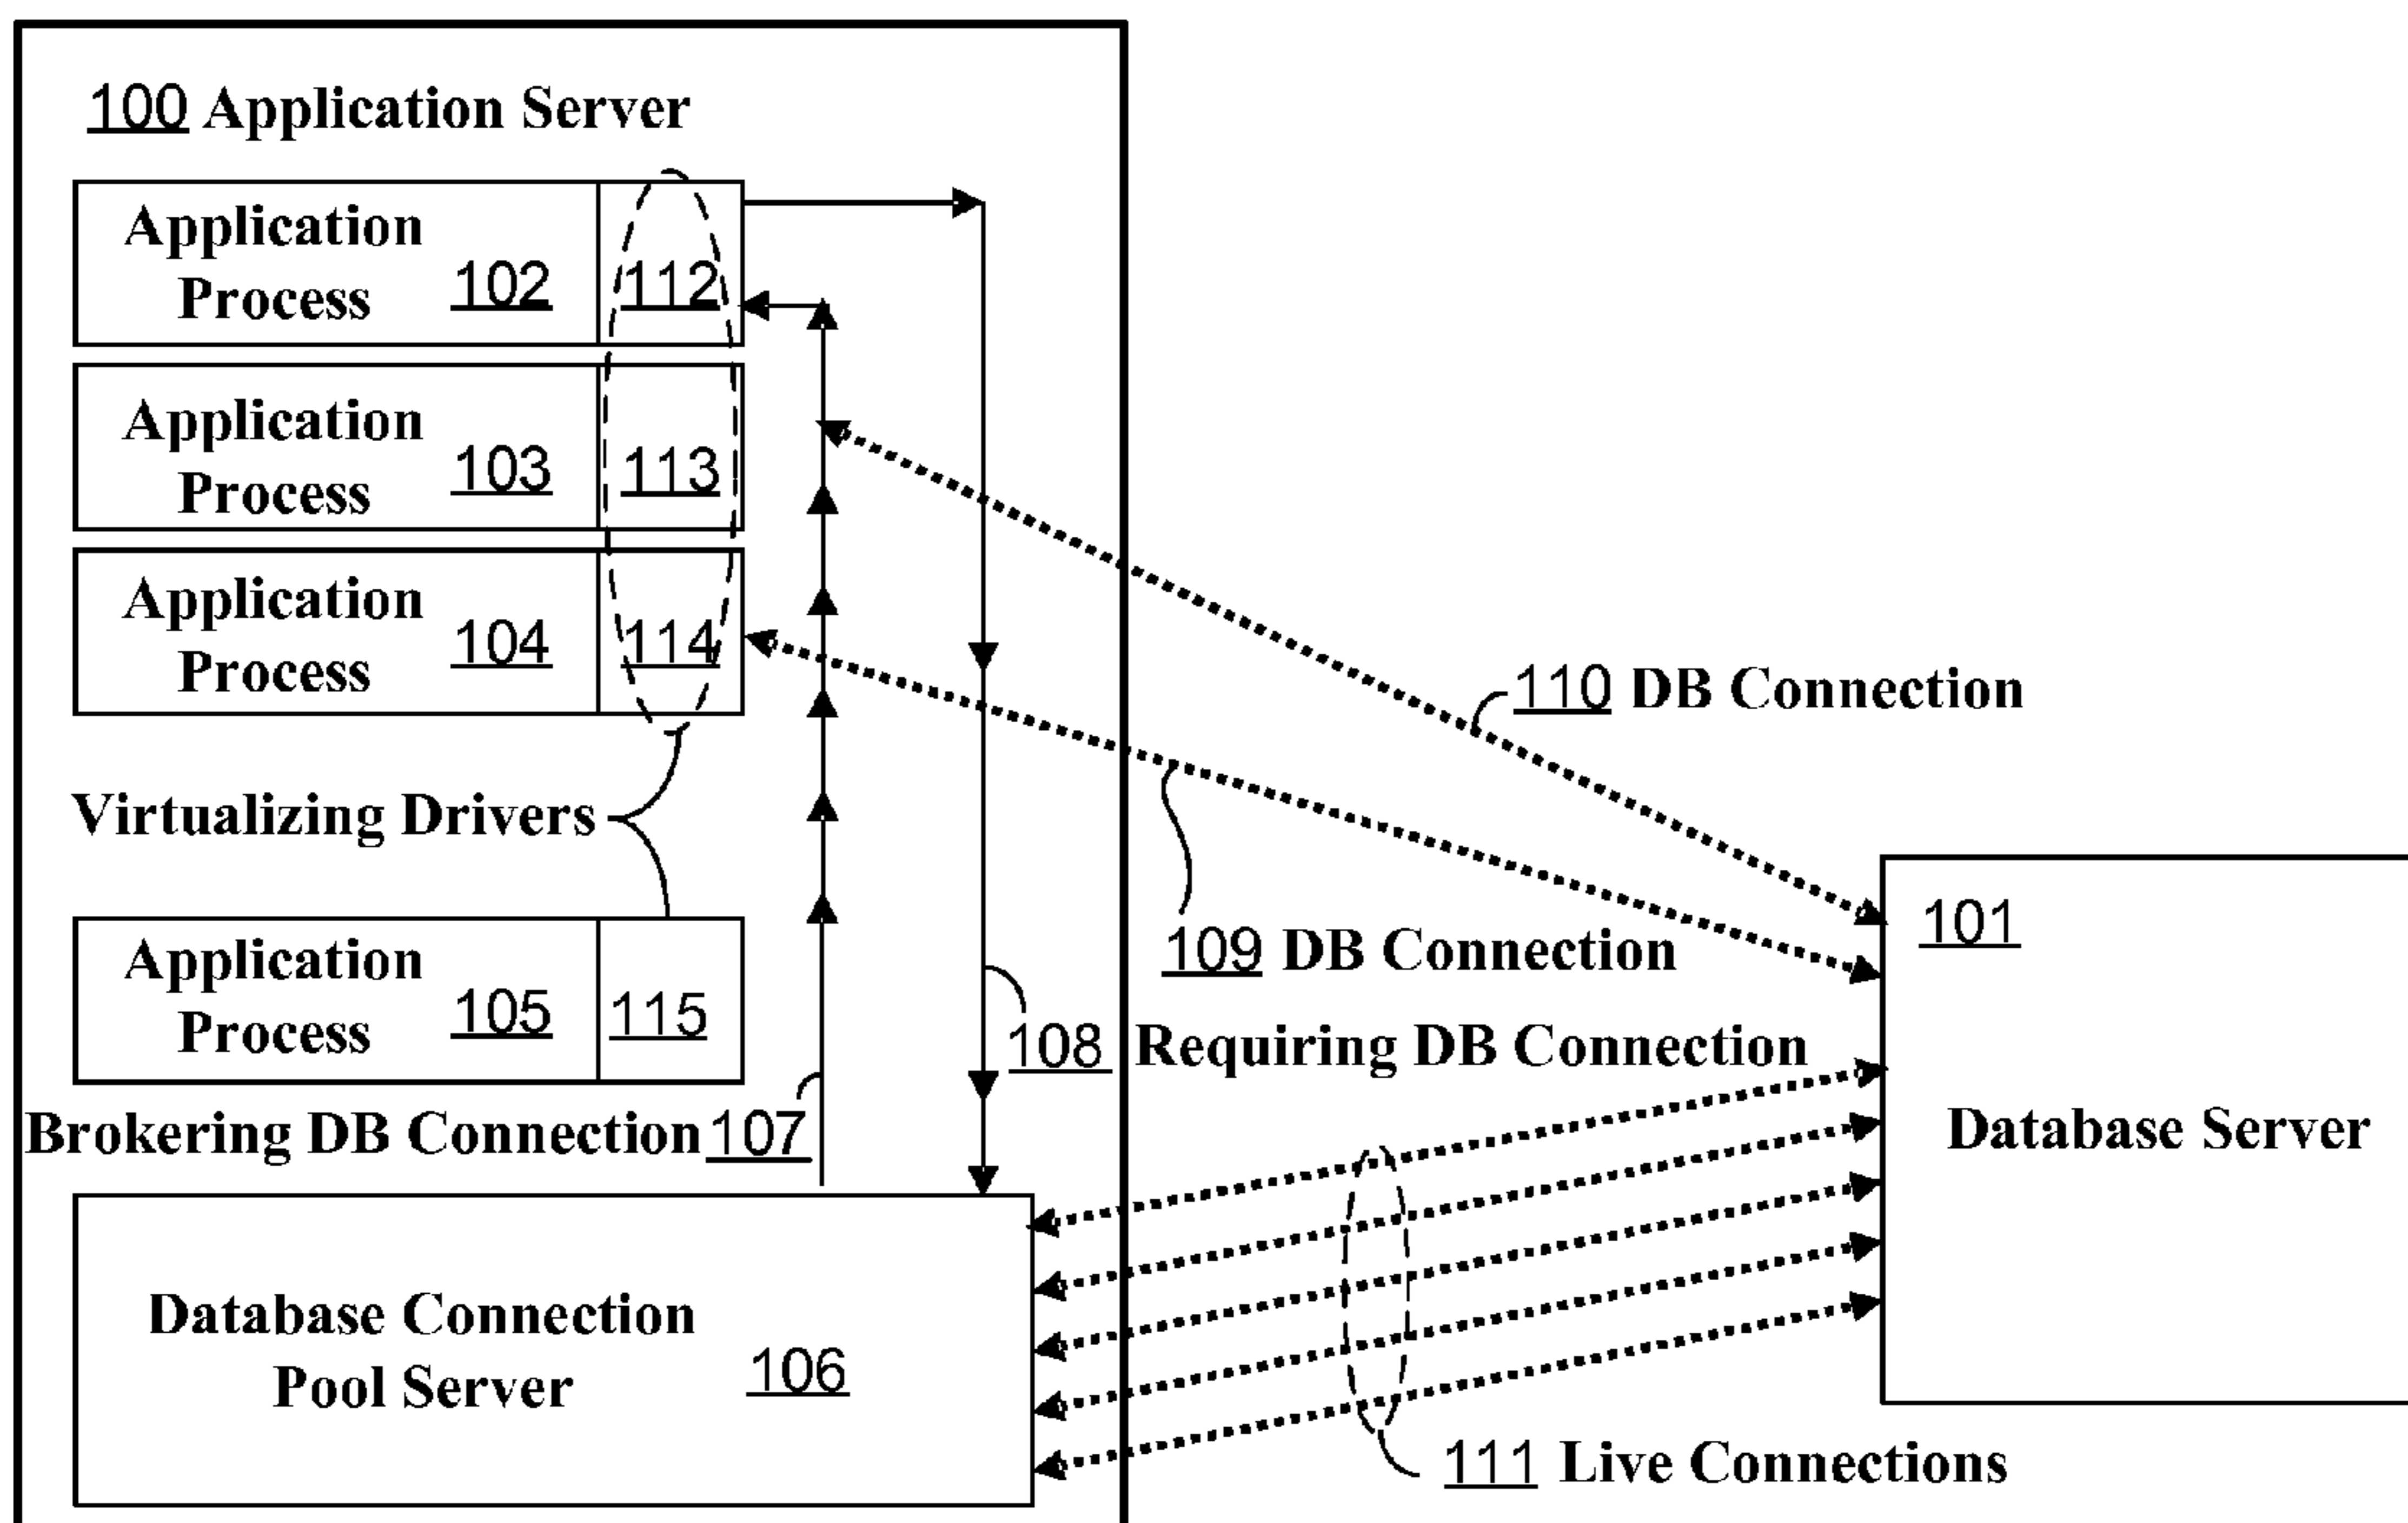 100 Application Server
Application
Process 102 112
Application
Process 103 113
Application
Process 104 114
110 DB Connection
Virtualizing Drivers
109 DB Connection
101
Application
Process 105 115
108 Requiring DB Connection
Brokering DB Connection 107
Database Server
Database Connection
Pool Server 106
111 Live Connections